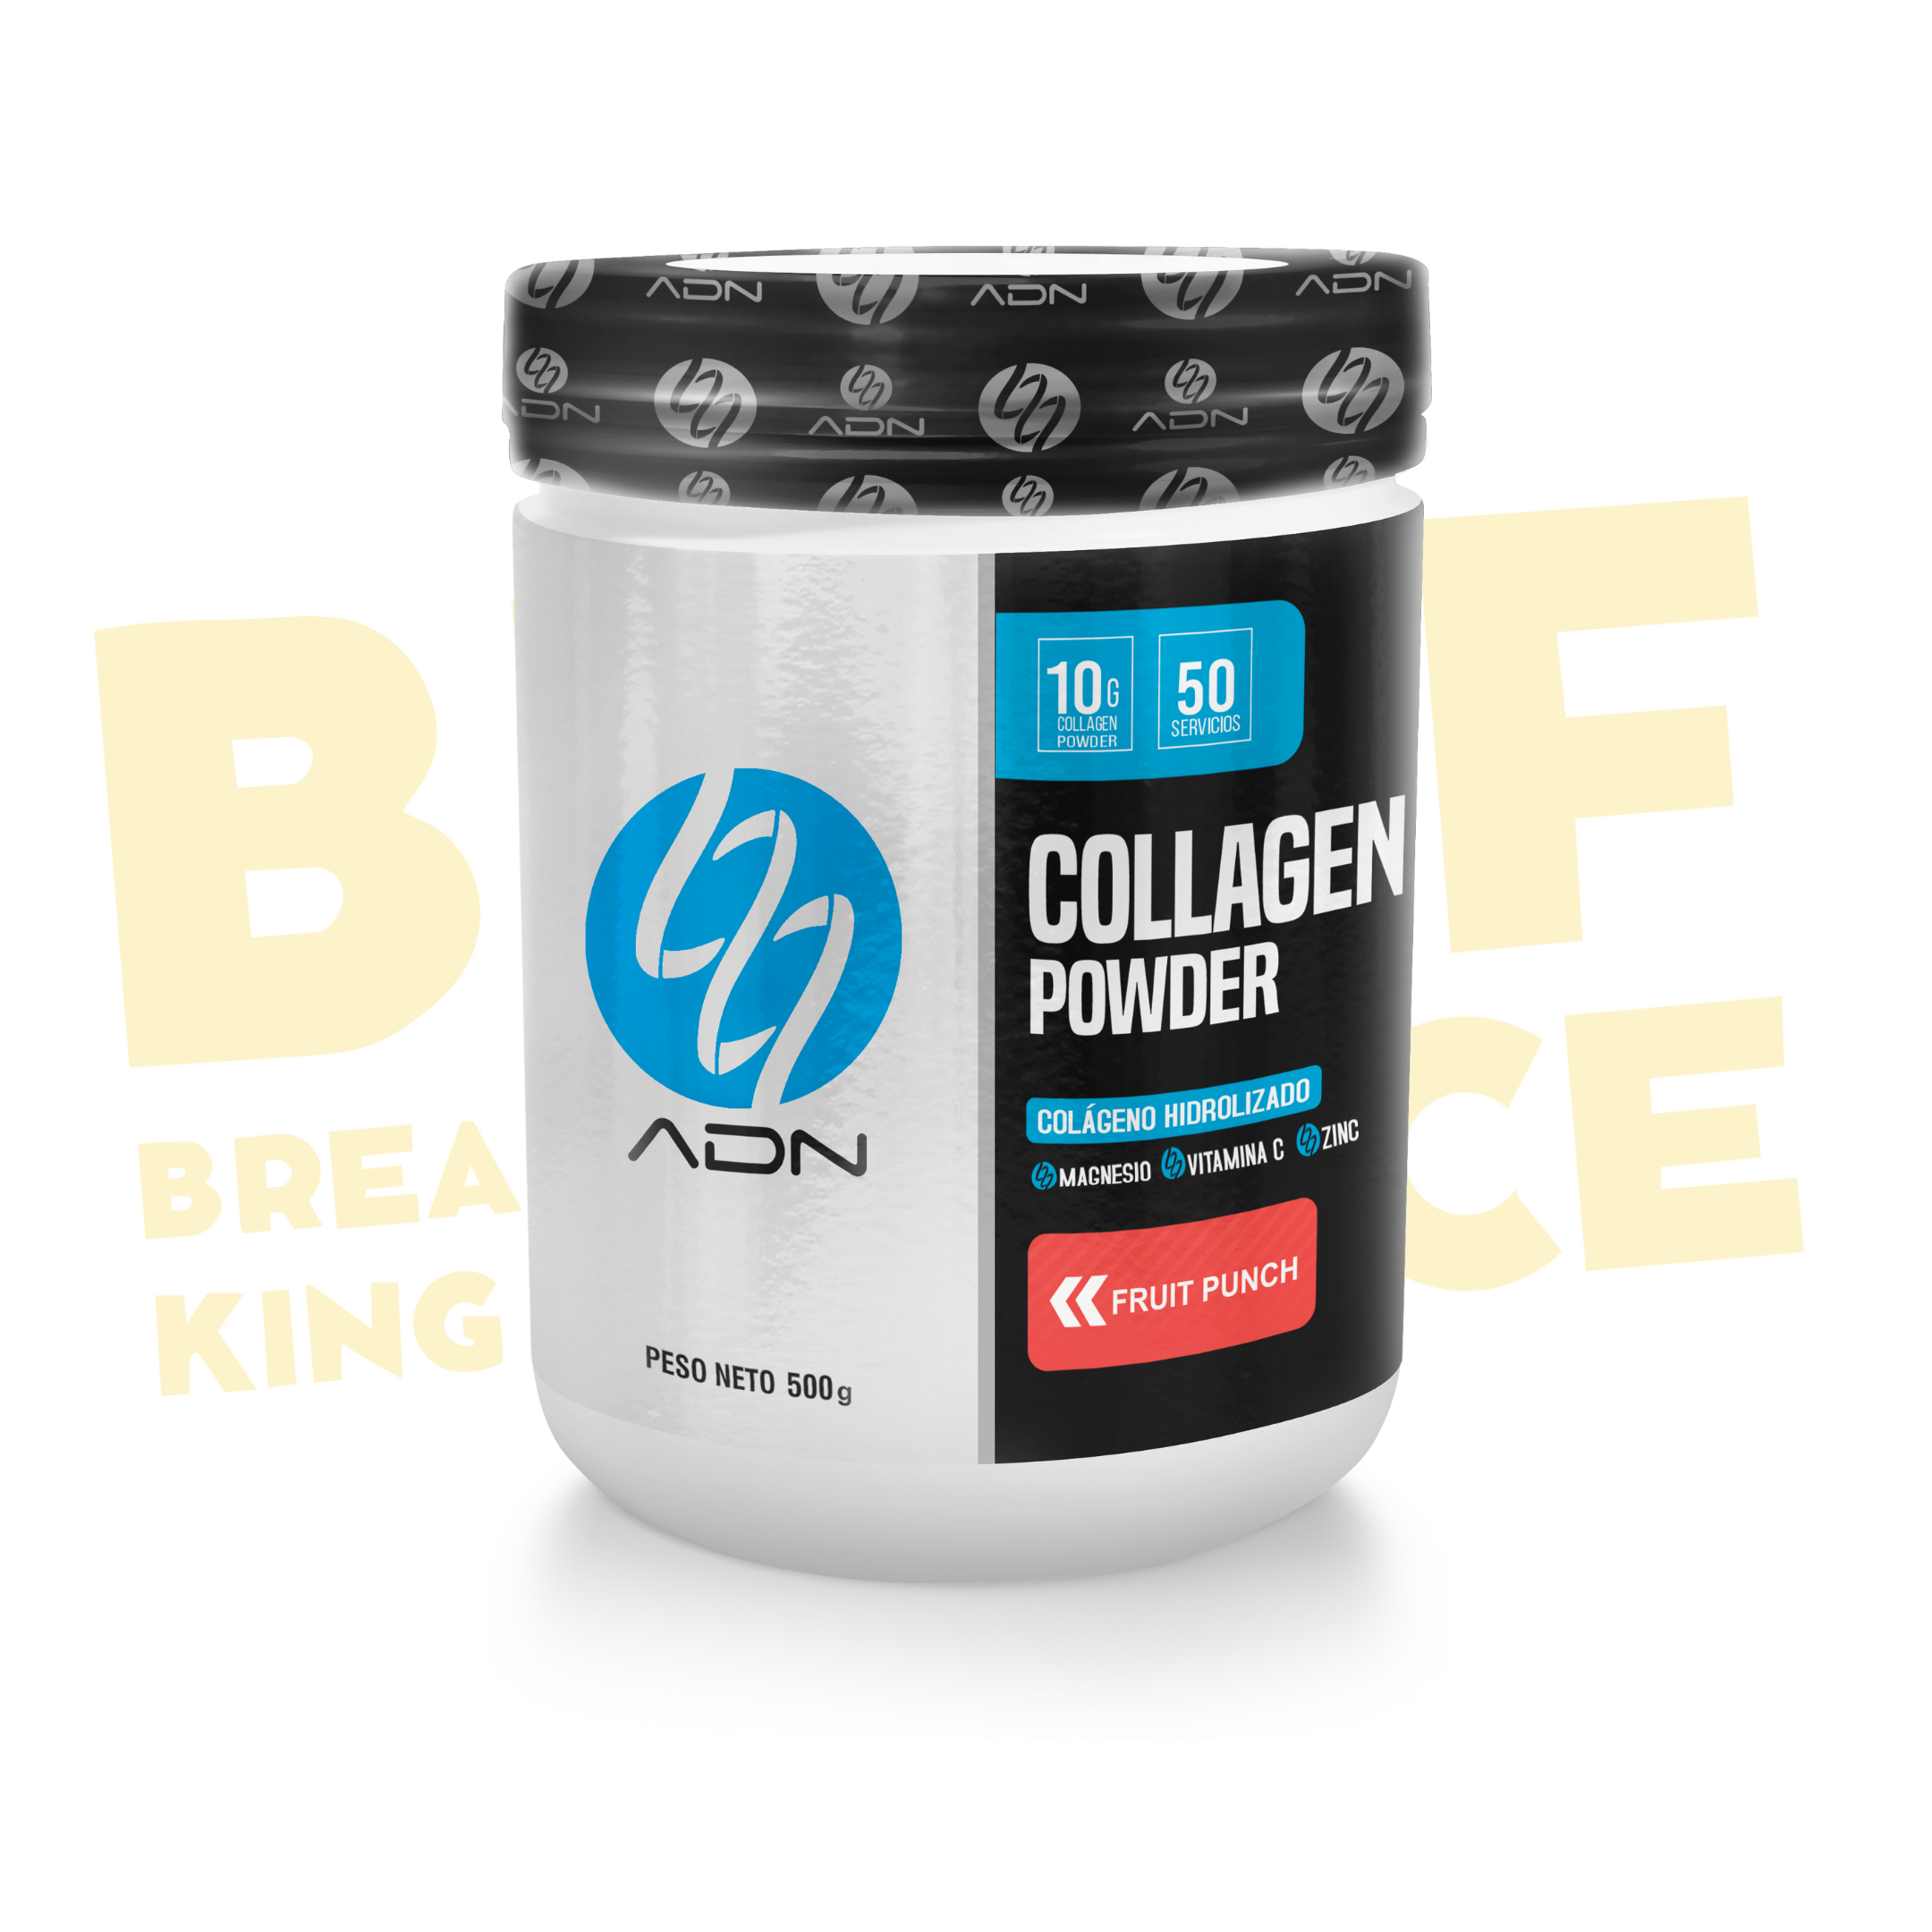 ADN ADN ADN
ADN ADN ADN
10G
COLLAGEN
POWDER
50
SERVICIOS
COLLAGEN
POWDER
COLÁGENO HIDROLIZADO
MAGNESIO VITAMINA C ZINC
FRUIT PUNCH
ADN
PESO NETO 500g
KING